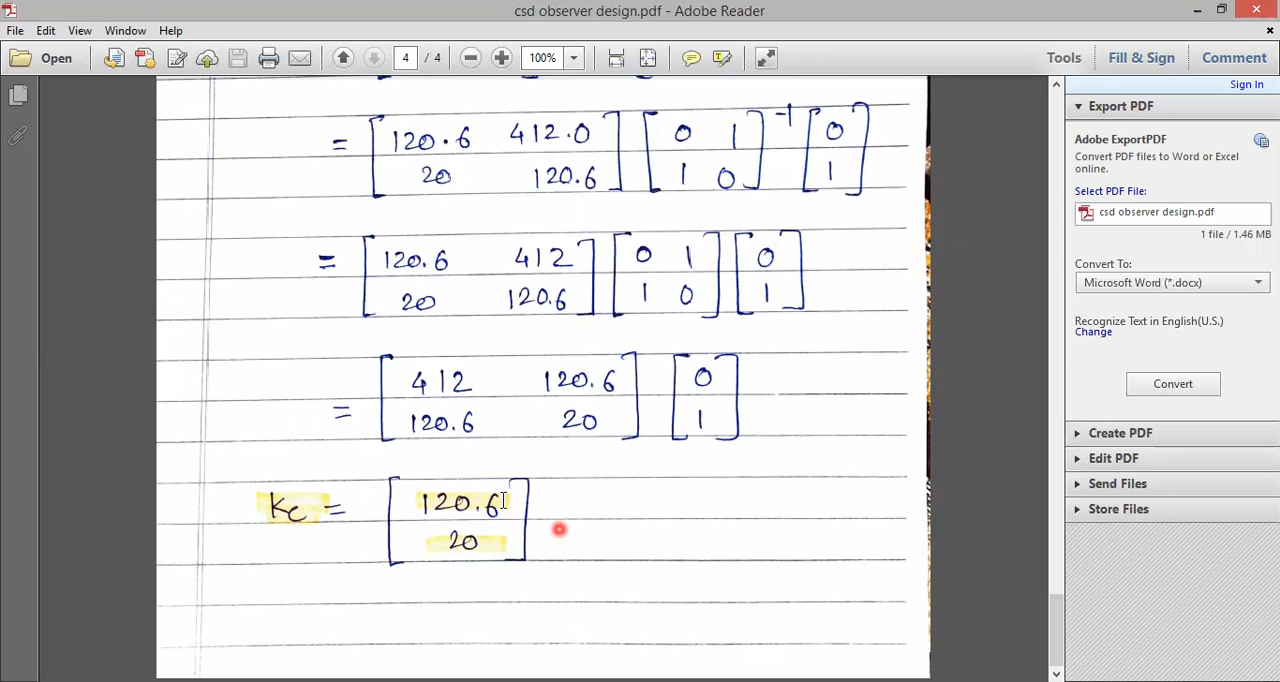 csd observer design.pdf - Adobe Reader
File Edit View Window Help
Open 4 / 4 100% Tools Fill & Sign Comment
Sign In
Export PDF
Adobe ExportPDF
Convert PDF files to Word or Excel
online.
Select PDF File:
csd observer design.pdf
1 file / 1.46 MB
Convert To:
Microsoft Word (*.docx)
Recognize Text in English(U.S.)
Change
Convert
Create PDF
Edit PDF
Send Files
Store Files
= [120.6 412.0] [0 1]-1 [0]
[20 120.6] [1 0] [1]
= [120.6 412] [0 1] [0]
[20 120.6] [1 0] [1]
= [412 120.6] [0]
[120.6 20] [1]
Kc = [120.6]
[20]